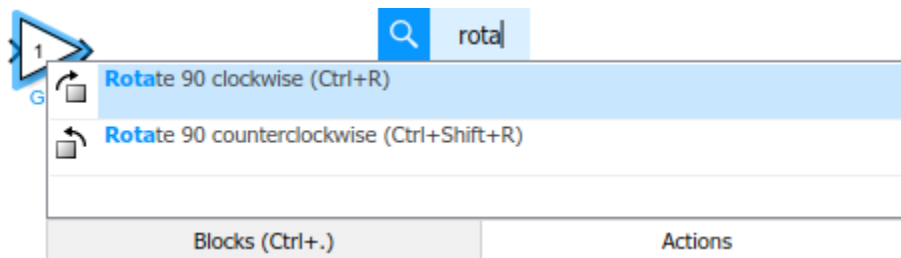 rota
1
Rotate 90 clockwise (Ctrl+R)
G
Rotate 90 counterclockwise (Ctrl+Shift+R)
Blocks (Ctrl+.)
Actions